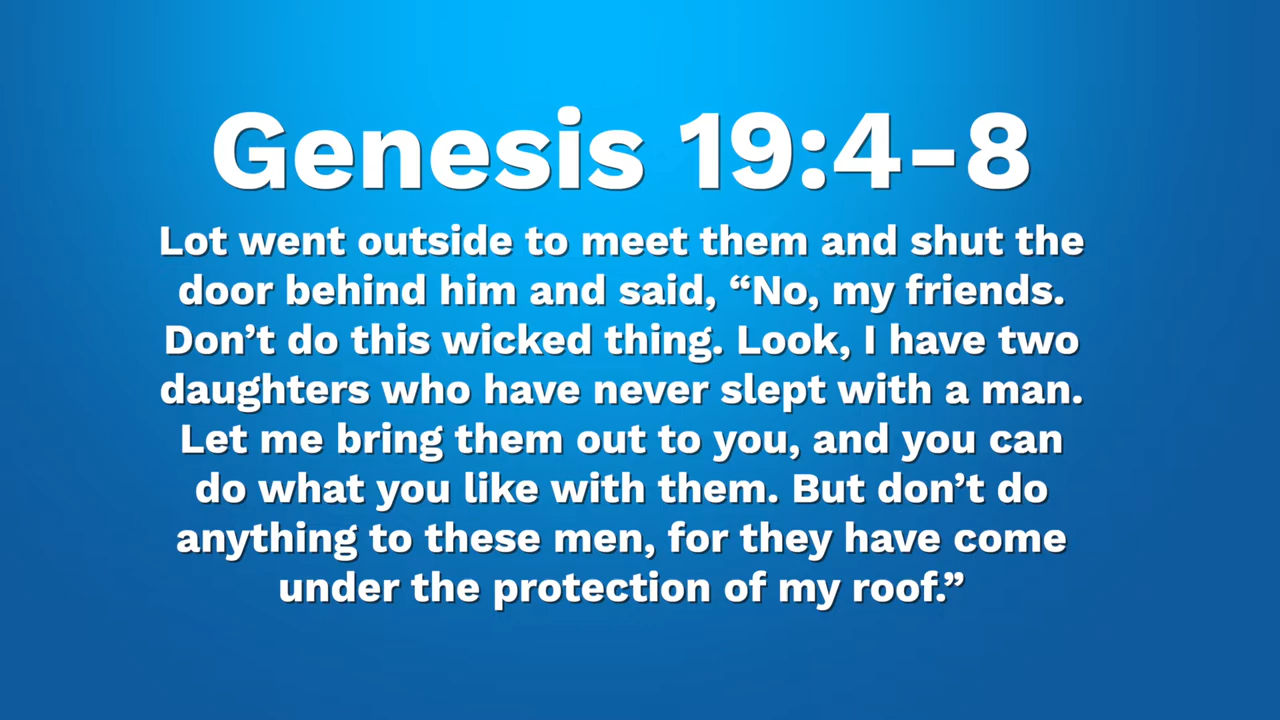 Genesis 19:4-8
Lot went outside to meet them and shut the
door behind him and said, “No, my friends.
Don’t do this wicked thing. Look, I have two
daughters who have never slept with a man.
Let me bring them out to you, and you can
do what you like with them. But don’t do
anything to these men, for they have come
under the protection of my roof.”